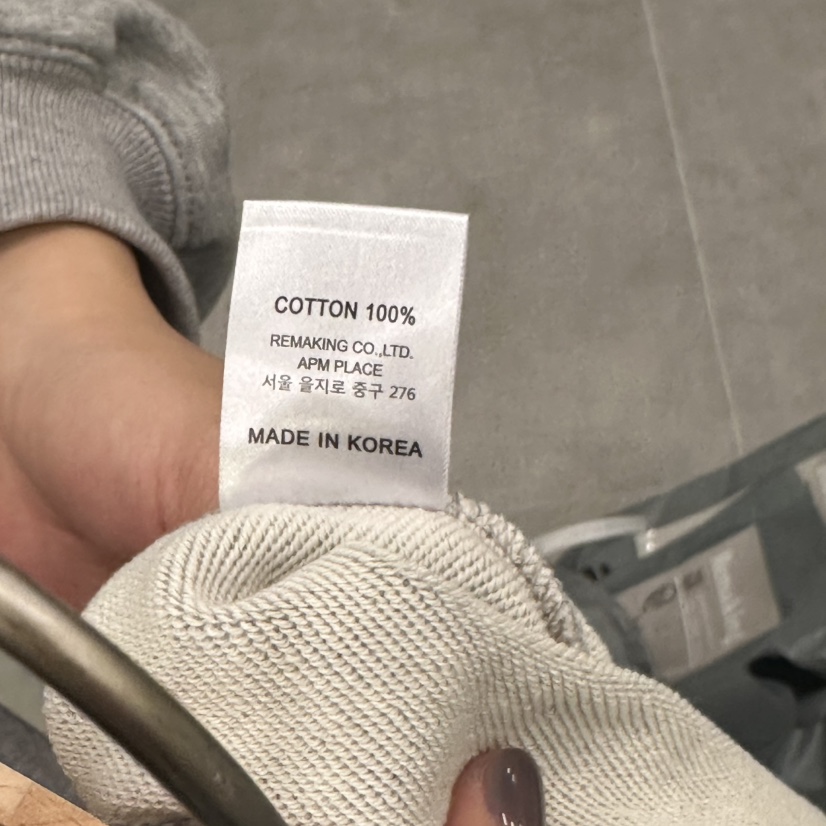 COTTON 100%
REMAKING CO.,LTD.
APM PLACE
서울 을지로 중구 276
MADE IN KOREA